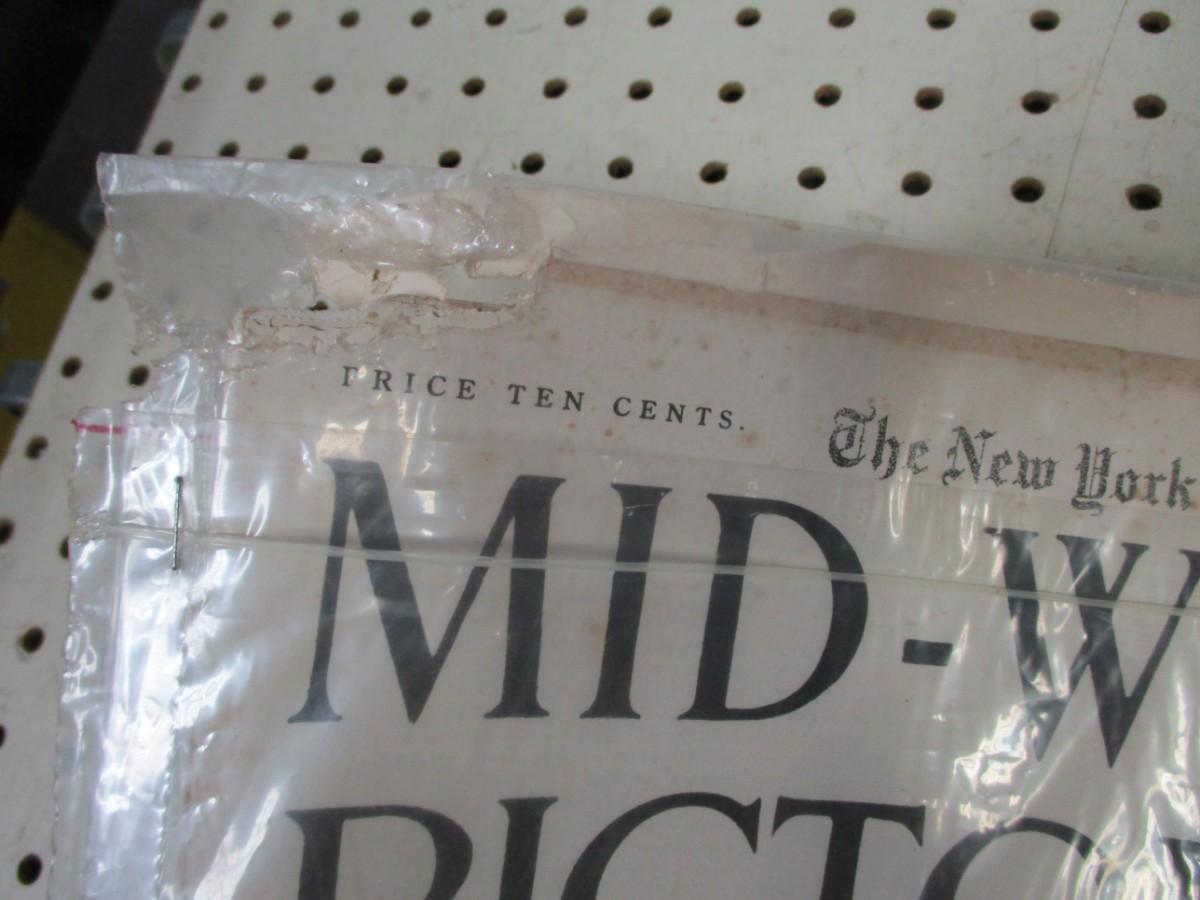 PRICE TEN CENTS.
The New York
MID-W
PICTO